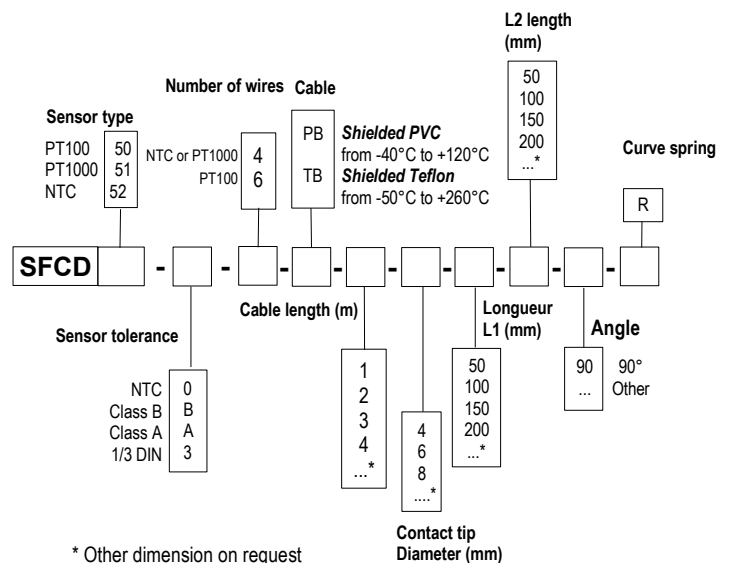 L2 length
(mm)
50
100
150
200
...*
Number of wires Cable
Sensor type
PT100 50
PT1000 51
NTC 52
NTC or PT1000 4
PT100 6
PB Shielded PVC
from -40°C to +120°C
TB Shielded Teflon
from -50°C to +260°C
Curve spring
R
SFCD - - - - - - - - -
Sensor tolerance
NTC 0
Class B B
Class A A
1/3 DIN 3
Cable length (m)
1
2
3
4
...*
4
6
8
....*
Contact tip
Diameter (mm)
Longueur
L1 (mm)
50
100
150
200
...*
Angle
90 90°
... Other
* Other dimension on request